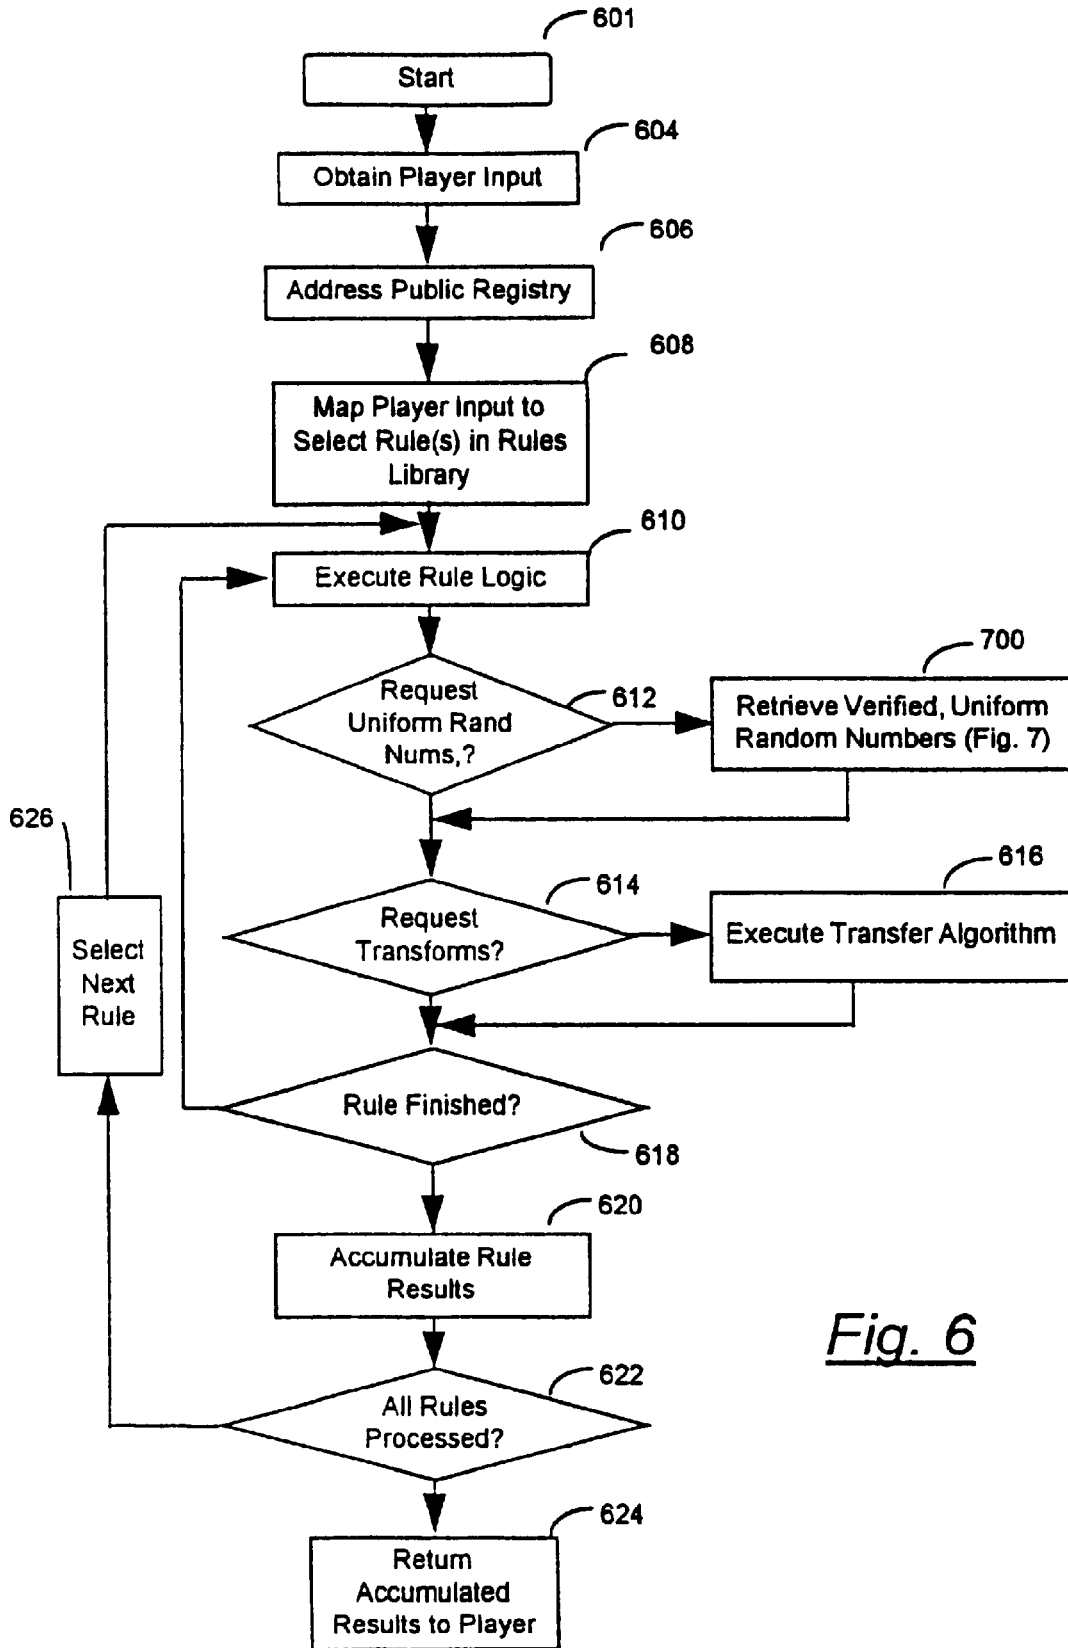 601
Start
604
Obtain Player Input
606
Address Public Registry
608
Map Player Input to
Select Rule(s) in Rules
Library
610
Execute Rule Logic
700
Request
Uniform Rand
Nums,?
612
Retrieve Verified, Uniform
Random Numbers (Fig. 7)
626
616
614
Request
Transforms?
Execute Transfer Algorithm
Select
Next
Rule
Rule Finished?
618
620
Accumulate Rule
Results
Fig. 6
622
All Rules
Processed?
624
Return
Accumulated
Results to Player